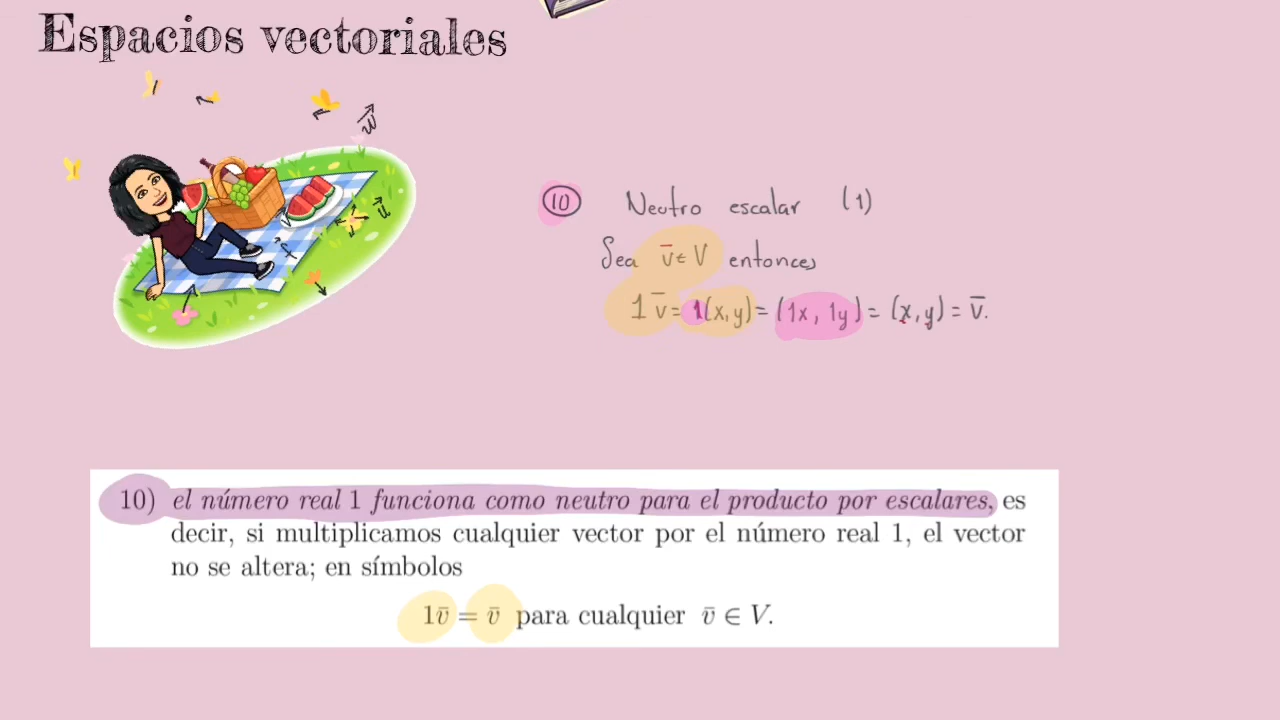 Espacios vectoriales
w
u
10 Neutro escalar (1)
Sea v̄ ∈ V entonces
1 v̄ = 1(x,y) = (1x, 1y) = (x,y) = v̄.
10) el número real 1 funciona como neutro para el producto por escalares, es
decir, si multiplicamos cualquier vector por el número real 1, el vector
no se altera; en símbolos
1v̄ = v̄ para cualquier v̄ ∈ V.